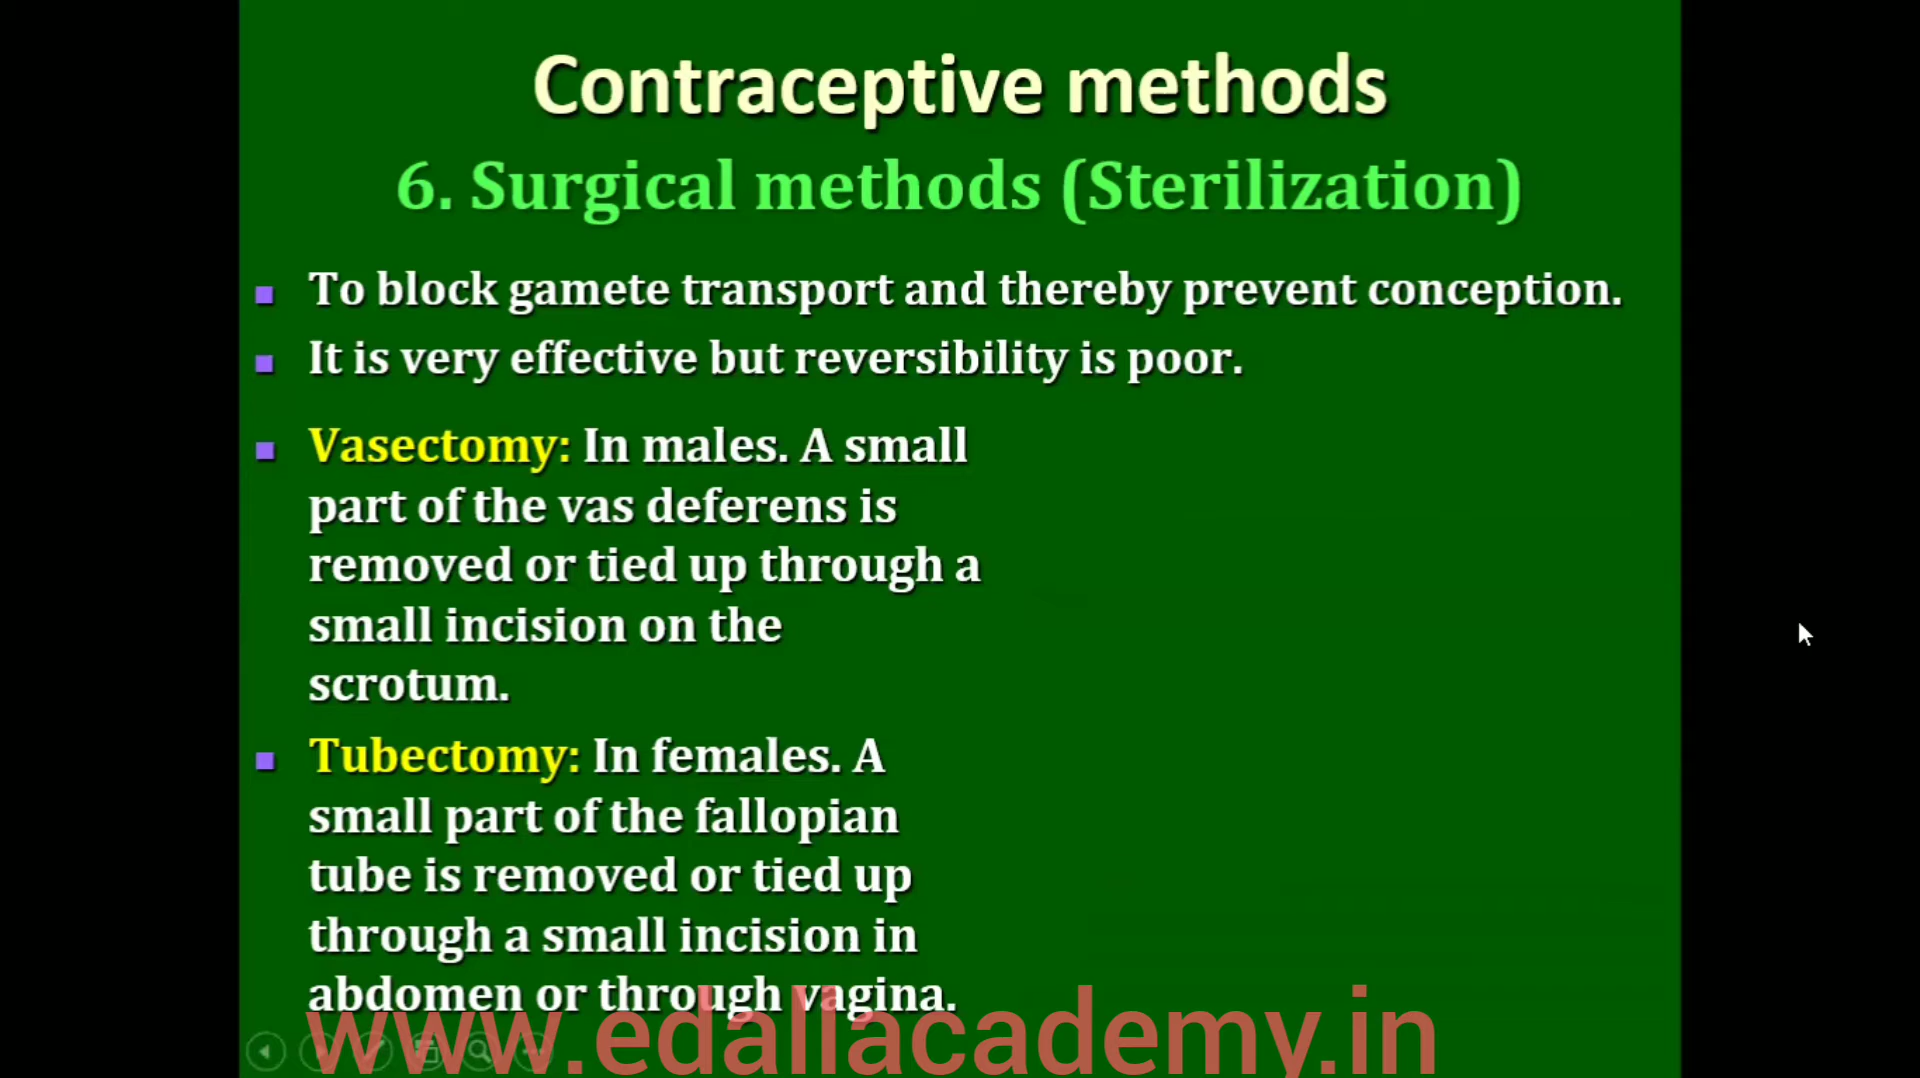 Contraceptive methods
6. Surgical methods (Sterilization)
To block gamete transport and thereby prevent conception.
It is very effective but reversibility is poor.
Vasectomy: In males. A small
part of the vas deferens is
removed or tied up through a
small incision on the
scrotum.
Tubectomy: In females. A
small part of the fallopian
tube is removed or tied up
through a small incision in
abdomen or through vagina.
www.edallacademy.in